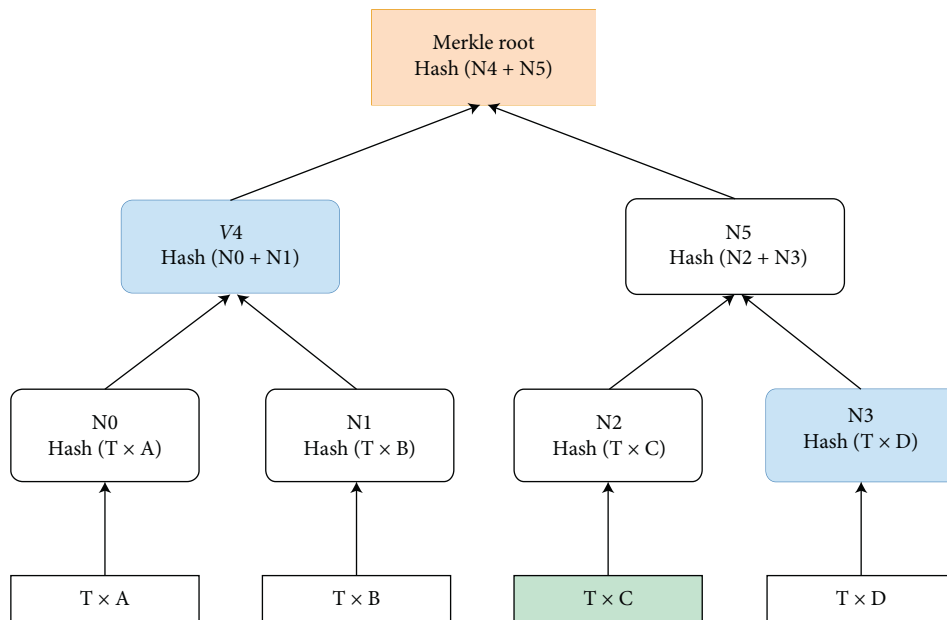 Merkle root
Hash (N4 + N5)
V4
Hash (N0 + N1)
N5
Hash (N2 + N3)
N0
Hash (T × A)
N1
Hash (T × B)
N2
Hash (T × C)
N3
Hash (T × D)
T × A
T × B
T × C
T × D